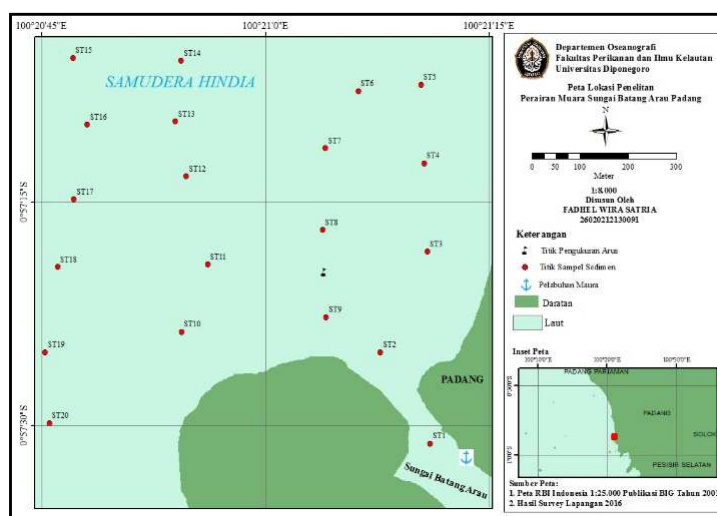 100°20'45"E 100°21'0"E 100°21'15"E
ST15 ST14
SAMUDERA HINDIA
ST6 ST5
ST16 ST13
ST7
ST4
ST12
0°57'15"S
ST17
ST8
ST3
ST18 ST11
ST9
ST10
ST19 ST2
PADANG
0°57'30"S
ST20
ST1
Sungai Batang Arau
Departemen Oseanografi
Fakultas Perikanan dan Ilmu Kelautan
Universitas Diponegoro
Peta Lokasi Penelitan
Perairan Muara Sungai Batang Arau Padang
N
0 50 100 200 300
Meter
1:8.000
Disusun Oleh
FADHEL WIRA SATRIA
26020212130091
Keterangan
Titik Pengukuran Arus
Titik Sampel Sedimen
Pelabuhan Maura
Daratan
Laut
Inset Peta
PADANG PARIAMAN
PADANG
SOLOK
PESISIR SELATAN
Sumber Peta:
1. Peta RBI Indonesia 1:25.000 Publikasi BIG Tahun
2. Hasil Survey Lapangan 2016